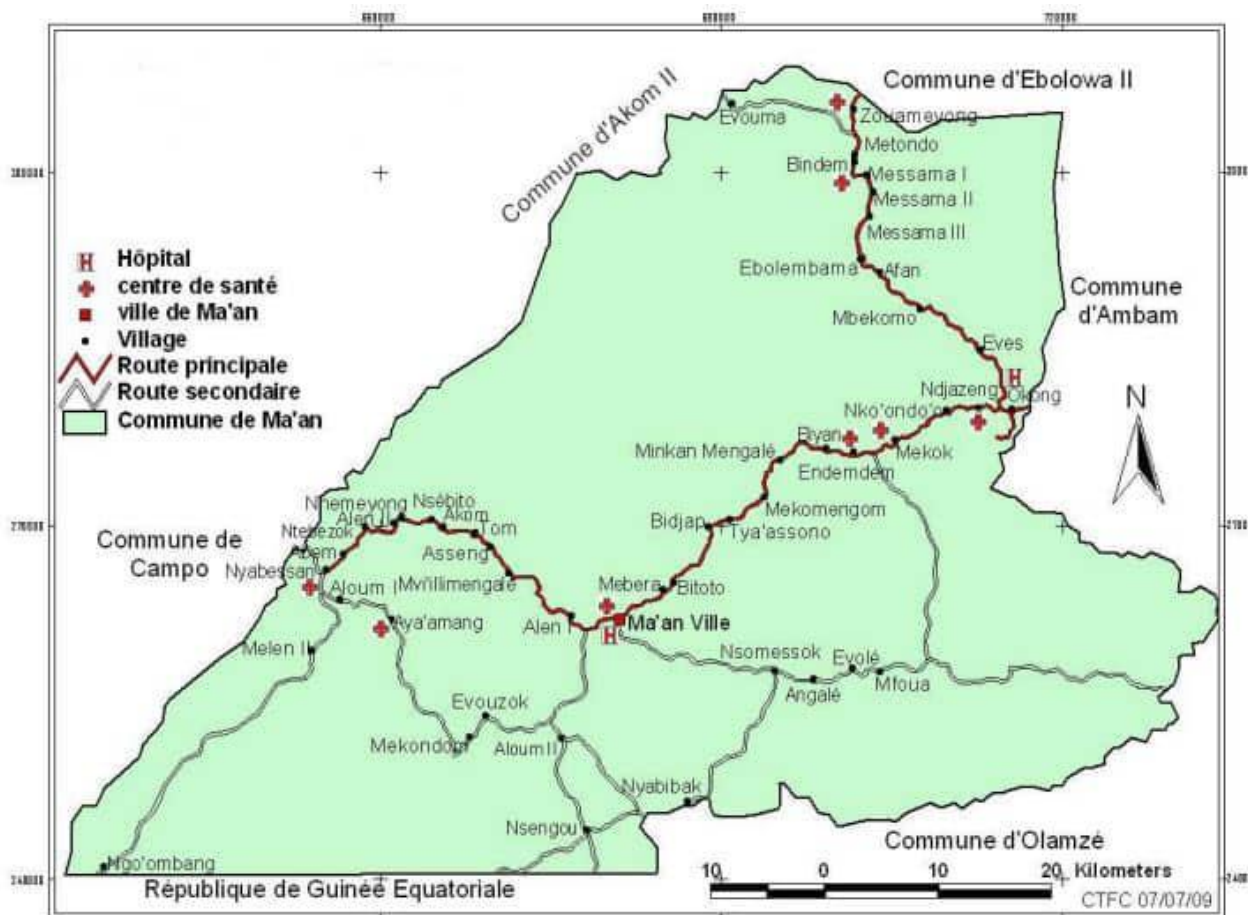 Commune d'Ebolowa II
Commune d'Akom II
Evouma
Zouameyong
Metondo
Bindem
Messama I
Messama II
Messama III
Ebolembama
Afan
Mbekomo
Eves
Commune
d'Ambam
H Hôpital
centre de santé
ville de Ma'an
Village
Route principale
Route secondaire
Commune de Ma'an
Ndjazeng
H
Okong
Nko'ondo'o
N
Minkan Mengalé
Mekok
Endemdem
Mekomengom
Bidjap
Tya'assono
Nhemeyong
Nsébito
Alen II
Akom
Tom
Asseng
Commune de
Campo
Nyabessan
Aloum I
Mebera
Bitoto
Aya'amang
Alen I
H
Ma'an Ville
Melen II
Nsomessok
Evolé
Angalé
Mfoua
Evouzok
Mekondom
Aloum II
Nyabibak
Nsengou
Ngo'ombang
Commune d'Olamzé
République de Guinée Equatoriale
10 0 10 20 Kilometers
CTFC 07/07/09